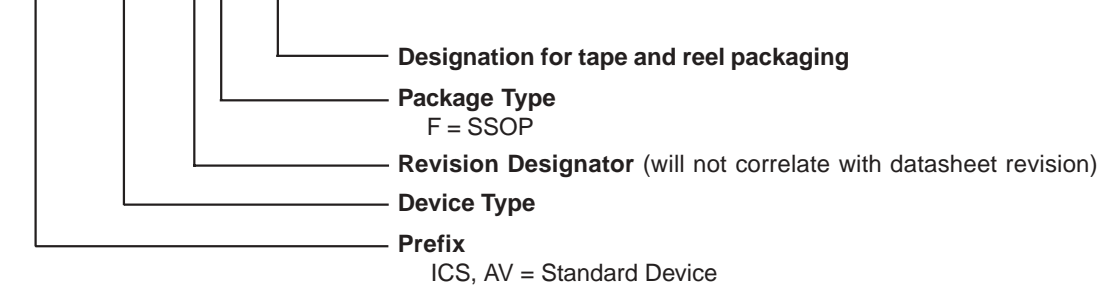 Designation for tape and reel packaging
Package Type
F = SSOP
Revision Designator (will not correlate with datasheet revision)
Device Type
Prefix
ICS, AV = Standard Device